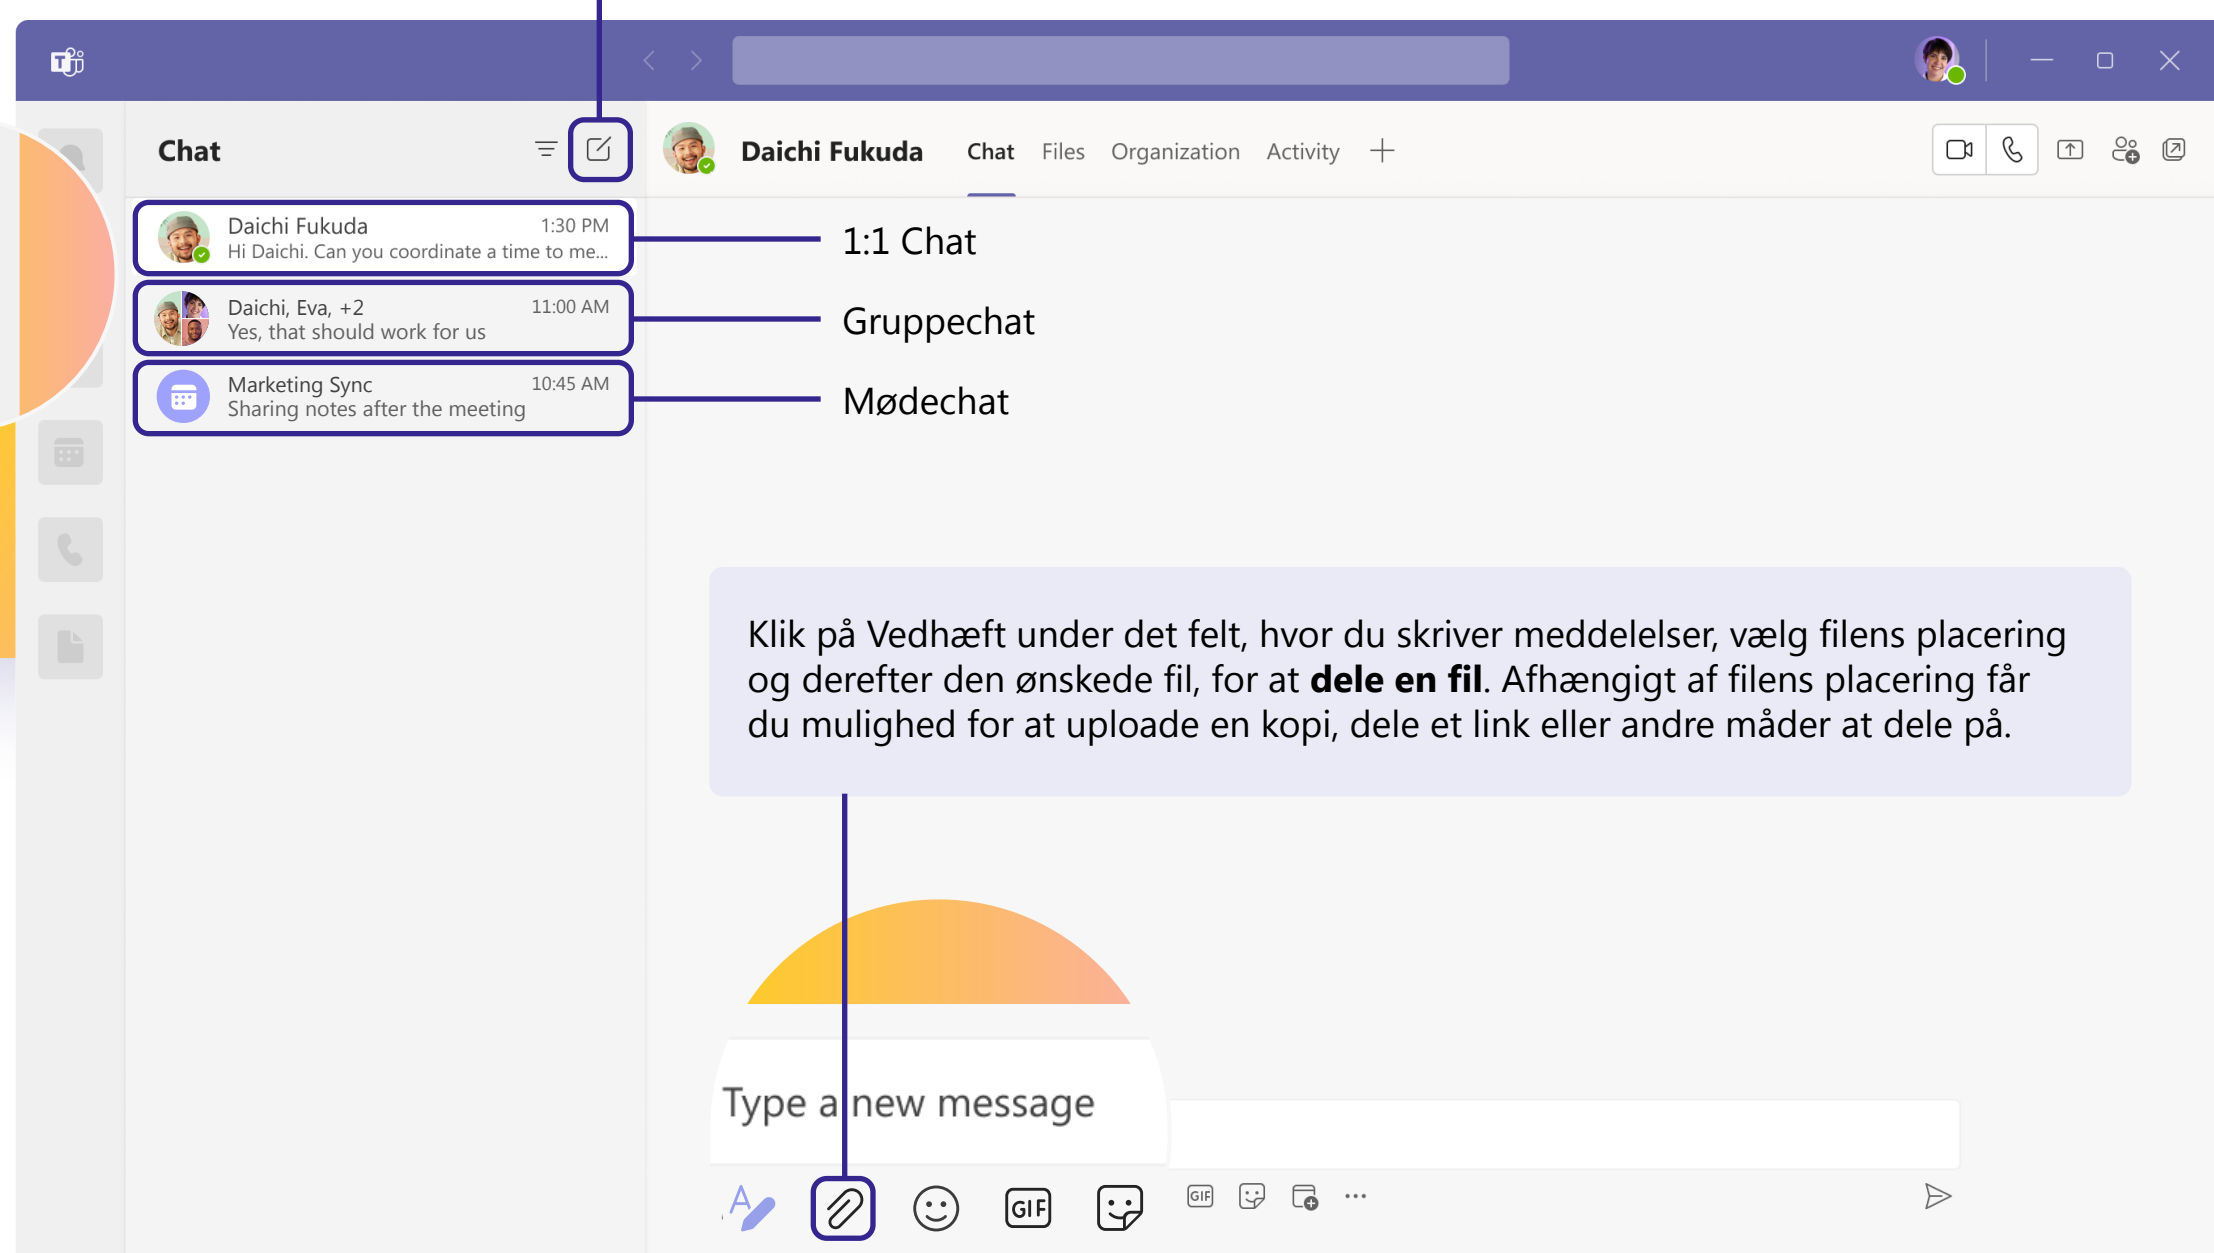 Chat
Daichi Fukuda
Chat
Files
Organization
Activity
Daichi Fukuda 1:30 PM
Hi Daichi. Can you coordinate a time to me...
1:1 Chat
Daichi, Eva, +2 11:00 AM
Yes, that should work for us
Gruppechat
Marketing Sync 10:45 AM
Sharing notes after the meeting
Mødechat
Klik på Vedhæft under det felt, hvor du skriver meddelelser, vælg filens placering
og derefter den ønskede fil, for at dele en fil. Afhængigt af filens placering får
du mulighed for at uploade en kopi, dele et link eller andre måder at dele på.
Type a new message
GIF
GIF